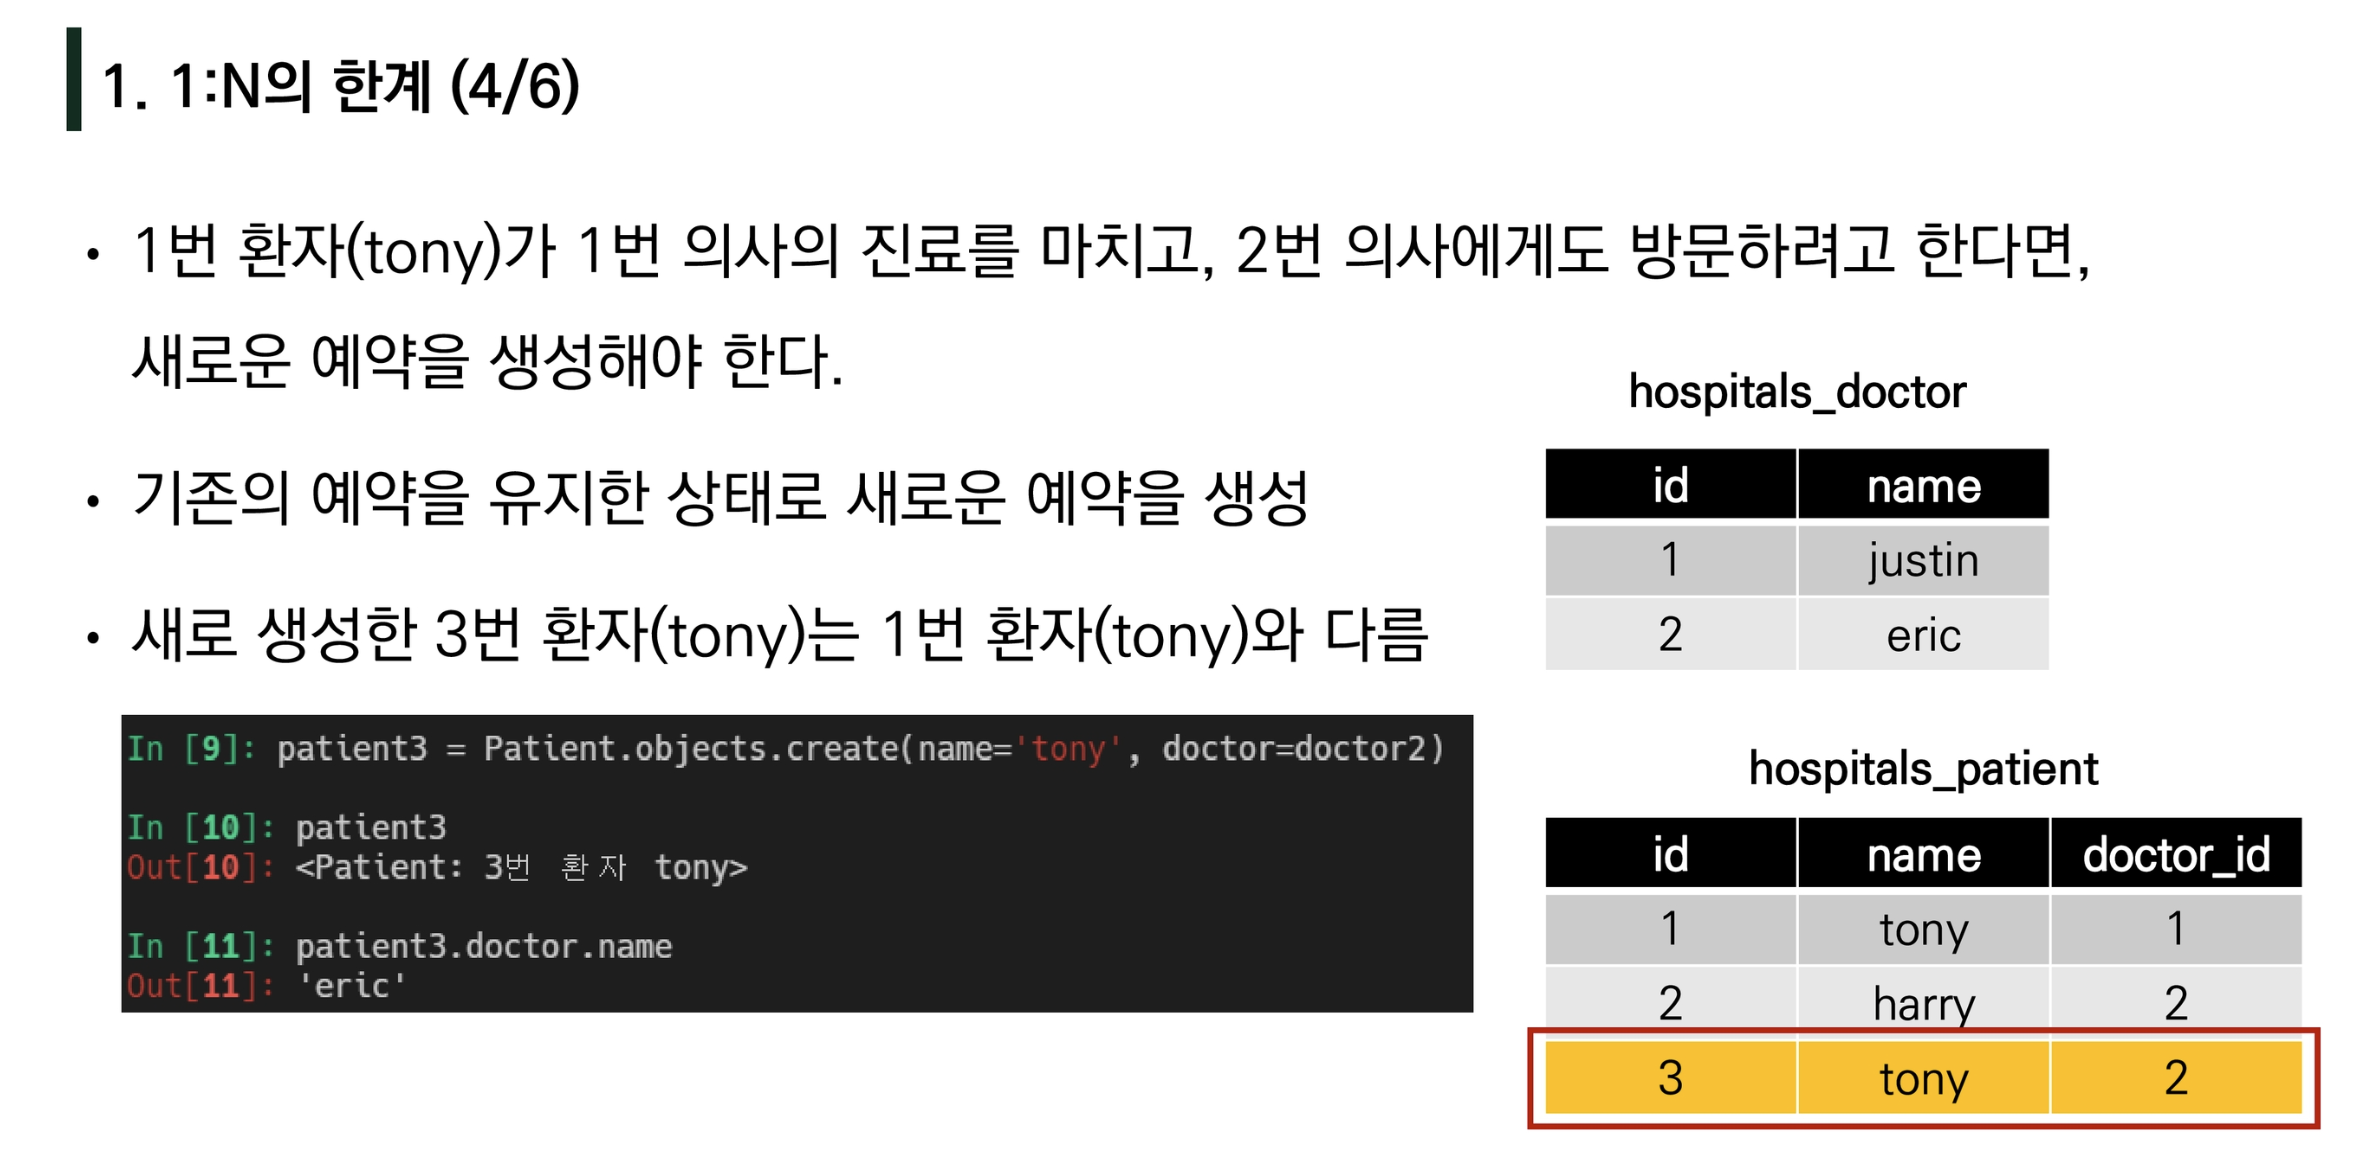 1. 1:N의 한계 (4/6)
• 1번 환자(tony)가 1번 의사의 진료를 마치고, 2번 의사에게도 방문하려고 한다면,
새로운 예약을 생성해야 한다.
• 기존의 예약을 유지한 상태로 새로운 예약을 생성
• 새로 생성한 3번 환자(tony)는 1번 환자(tony)와 다름
In [9]: patient3 = Patient.objects.create(name='tony', doctor=doctor2)
In [10]: patient3
Out[10]: <Patient: 3번 환자 tony>
In [11]: patient3.doctor.name
Out[11]: 'eric'
hospitals_doctor
id name
1 justin
2 eric
hospitals_patient
id name doctor_id
1 tony 1
2 harry 2
3 tony 2